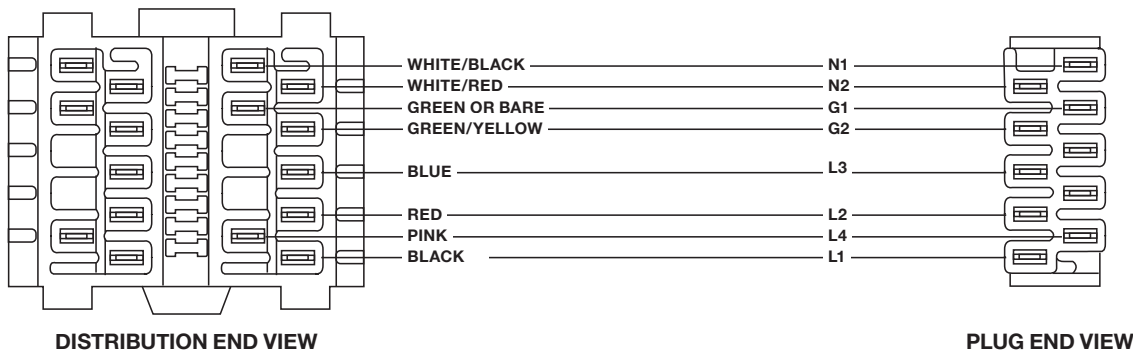 WHITE/BLACK N1
WHITE/RED N2
GREEN OR BARE G1
GREEN/YELLOW G2
BLUE L3
RED L2
PINK L4
BLACK L1
DISTRIBUTION END VIEW PLUG END VIEW